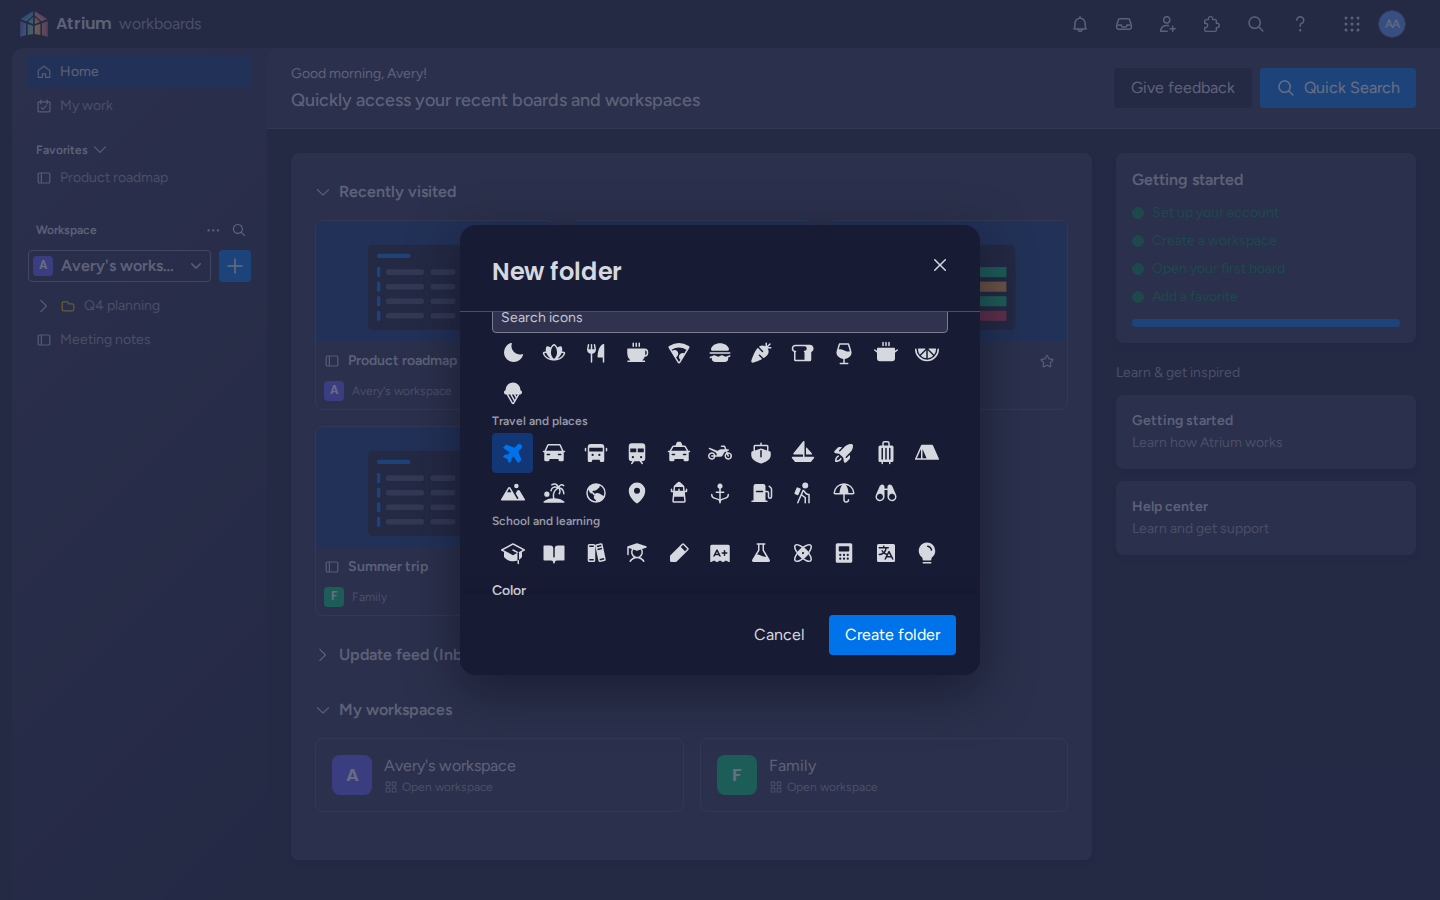 Atrium workboards
AA
Home
My work
Favorites
Product roadmap
Workspace
A Avery's works...
Q4 planning
Meeting notes
Good morning, Avery!
Quickly access your recent boards and workspaces
Give feedback
Quick Search
Recently visited
Product roadmap
A Avery's workspace
Summer trip
F Family
Update feed (Inb
My workspaces
A Avery's workspace
Open workspace
F Family
Open workspace
Getting started
Set up your account
Create a workspace
Open your first board
Add a favorite
Learn & get inspired
Getting started
Learn how Atrium works
Help center
Learn and get support
New folder
Search icons
Travel and places
School and learning
Color
Cancel
Create folder